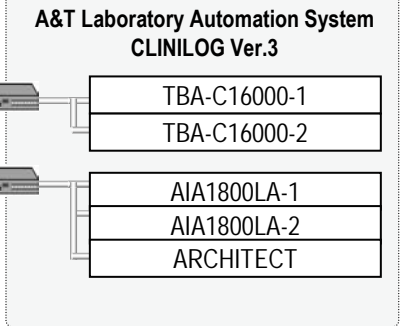 A&T Laboratory Automation System
CLINILOG Ver.3
TBA-C16000-1
TBA-C16000-2
AIA1800LA-1
AIA1800LA-2
ARCHITECT